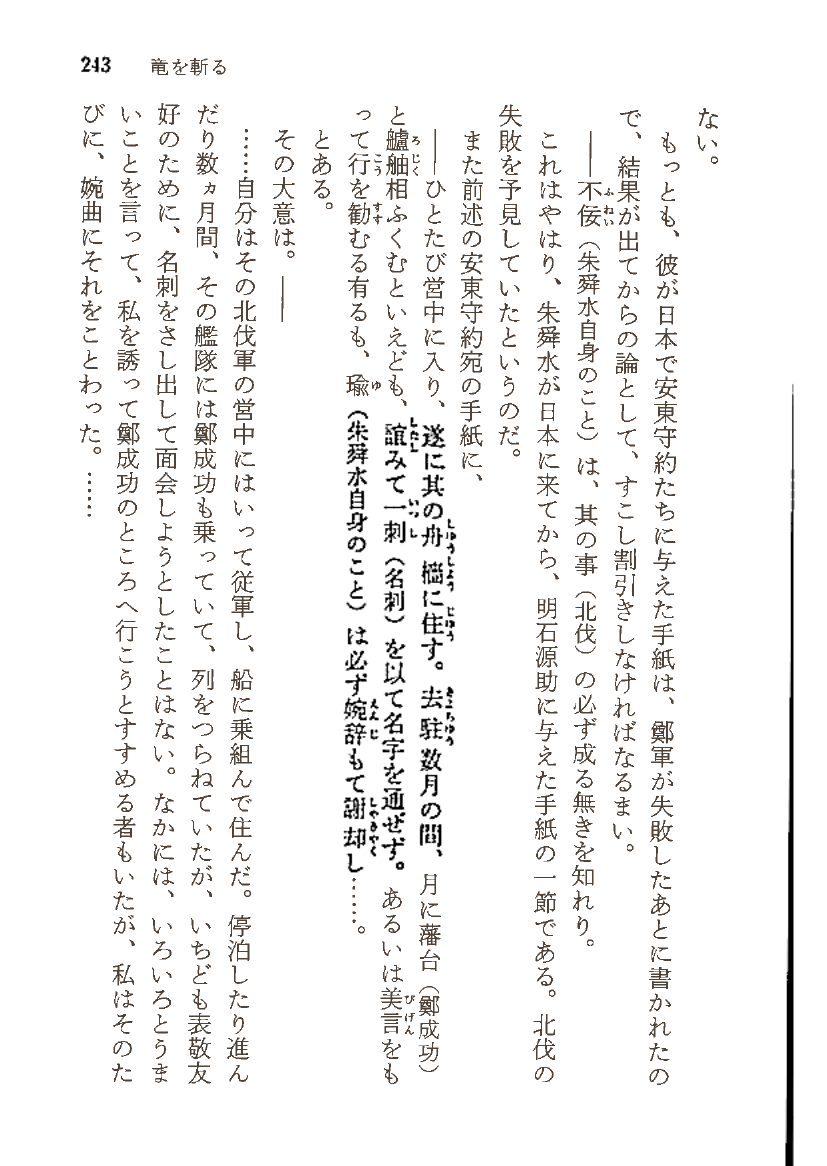 243 竜を斬る
ない。
もっとも、彼が日本で安東守約たちに与えた手紙は、鄭軍が失敗したあとに書かれたの
で、結果が出てからの論として、すこし割引きしなければなるまい。
――不佞（朱舜水自身のこと）は、其の事（北伐）の必ず成る無きを知れり。
これはやはり、朱舜水が日本に来てから、明石源助に与えた手紙の一節である。北伐の
失敗を予見していたというのだ。
また前述の安東守約宛の手紙に、
――ひとたび営中に入り、遂に其の舟檣に住す。去駐数月の間、月に藩台（鄭成功）
と艫舳相ふくむといえども、誼みて一刺（名刺）を以て名字を通ぜず。あるいは美言をも
って行を勧むる有るも、瑜（朱舜水自身のこと）は必ず婉辞もて謝却し……。
とある。
その大意は。――
……自分はその北伐軍の営中にはいって従軍し、船に乗組んで住んだ。停泊したり進ん
だり数ヵ月間、その艦隊には鄭成功も乗っていて、列をつらねていたが、いちども表敬友
好のために、名刺をさし出して面会しようとしたことはない。なかには、いろいろとうま
いことを言って、私を誘って鄭成功のところへ行こうとすすめる者もいたが、私はそのた
びに、婉曲にそれをことわった。……